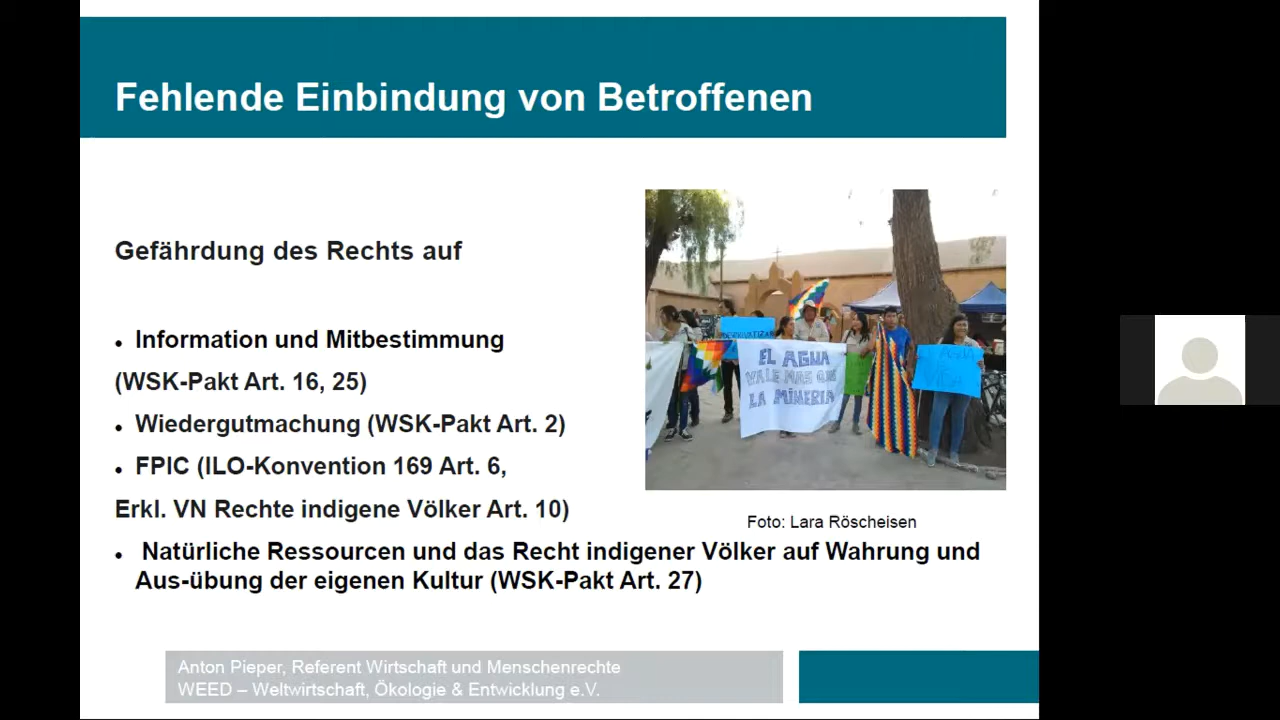 Fehlende Einbindung von Betroffenen
Gefährdung des Rechts auf
• Information und Mitbestimmung
(WSK-Pakt Art. 16, 25)
• Wiedergutmachung (WSK-Pakt Art. 2)
• FPIC (ILO-Konvention 169 Art. 6,
Erkl. VN Rechte indigene Völker Art. 10)
• Natürliche Ressourcen und das Recht indigener Völker auf Wahrung und
Aus-übung der eigenen Kultur (WSK-Pakt Art. 27)
EL AGUA
VALE MAS QUE
LA MINERIA
AGUA
VIDA
Foto: Lara Röscheisen
Anton Pieper, Referent Wirtschaft und Menschenrechte
WEED – Weltwirtschaft, Ökologie & Entwicklung e.V.